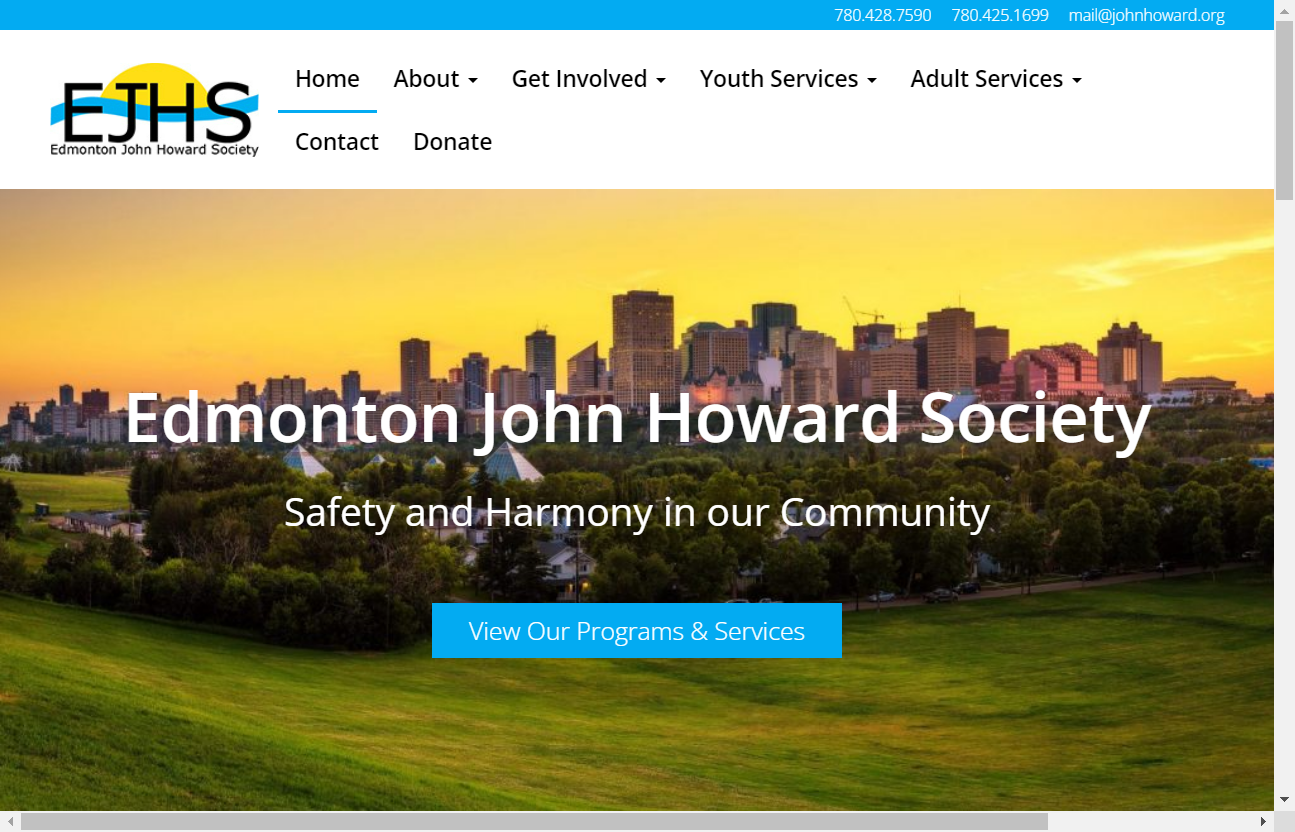 780.428.7590 780.425.1699 mail@johnhoward.org
EJHS
Edmonton John Howard Society
Home About Get Involved Youth Services Adult Services
Contact Donate
Edmonton John Howard Society
Safety and Harmony in our Community
View Our Programs & Services